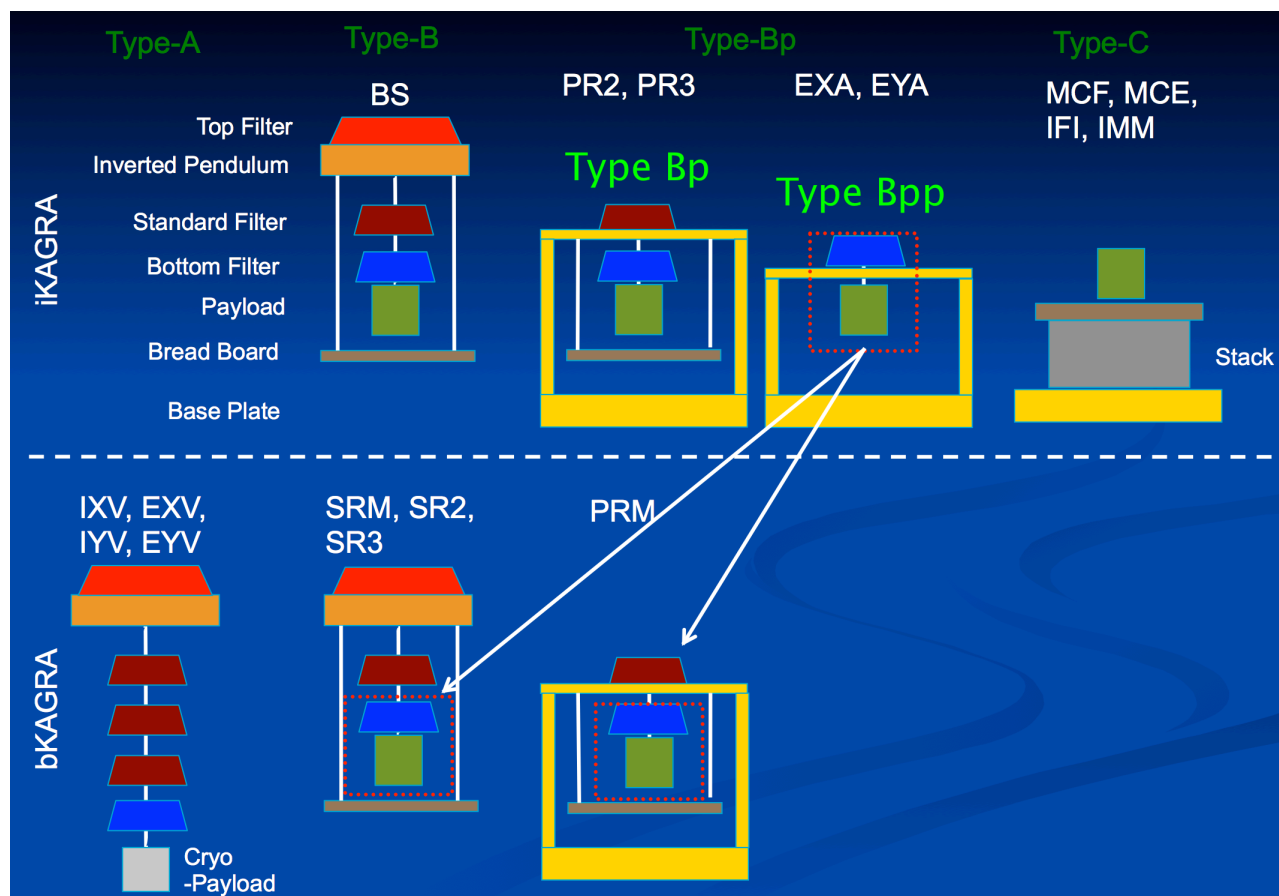 Type-A
Type-B
Type-Bp
Type-C
BS
PR2, PR3
EXA, EYA
MCF, MCE,
IFI, IMM
Top Filter
Inverted Pendulum
Type Bp
Type Bpp
Standard Filter
Bottom Filter
Payload
Bread Board
Stack
Base Plate
iKAGRA
IXV, EXV,
IYV, EYV
SRM, SR2,
SR3
PRM
bKAGRA
Cryo
-Payload